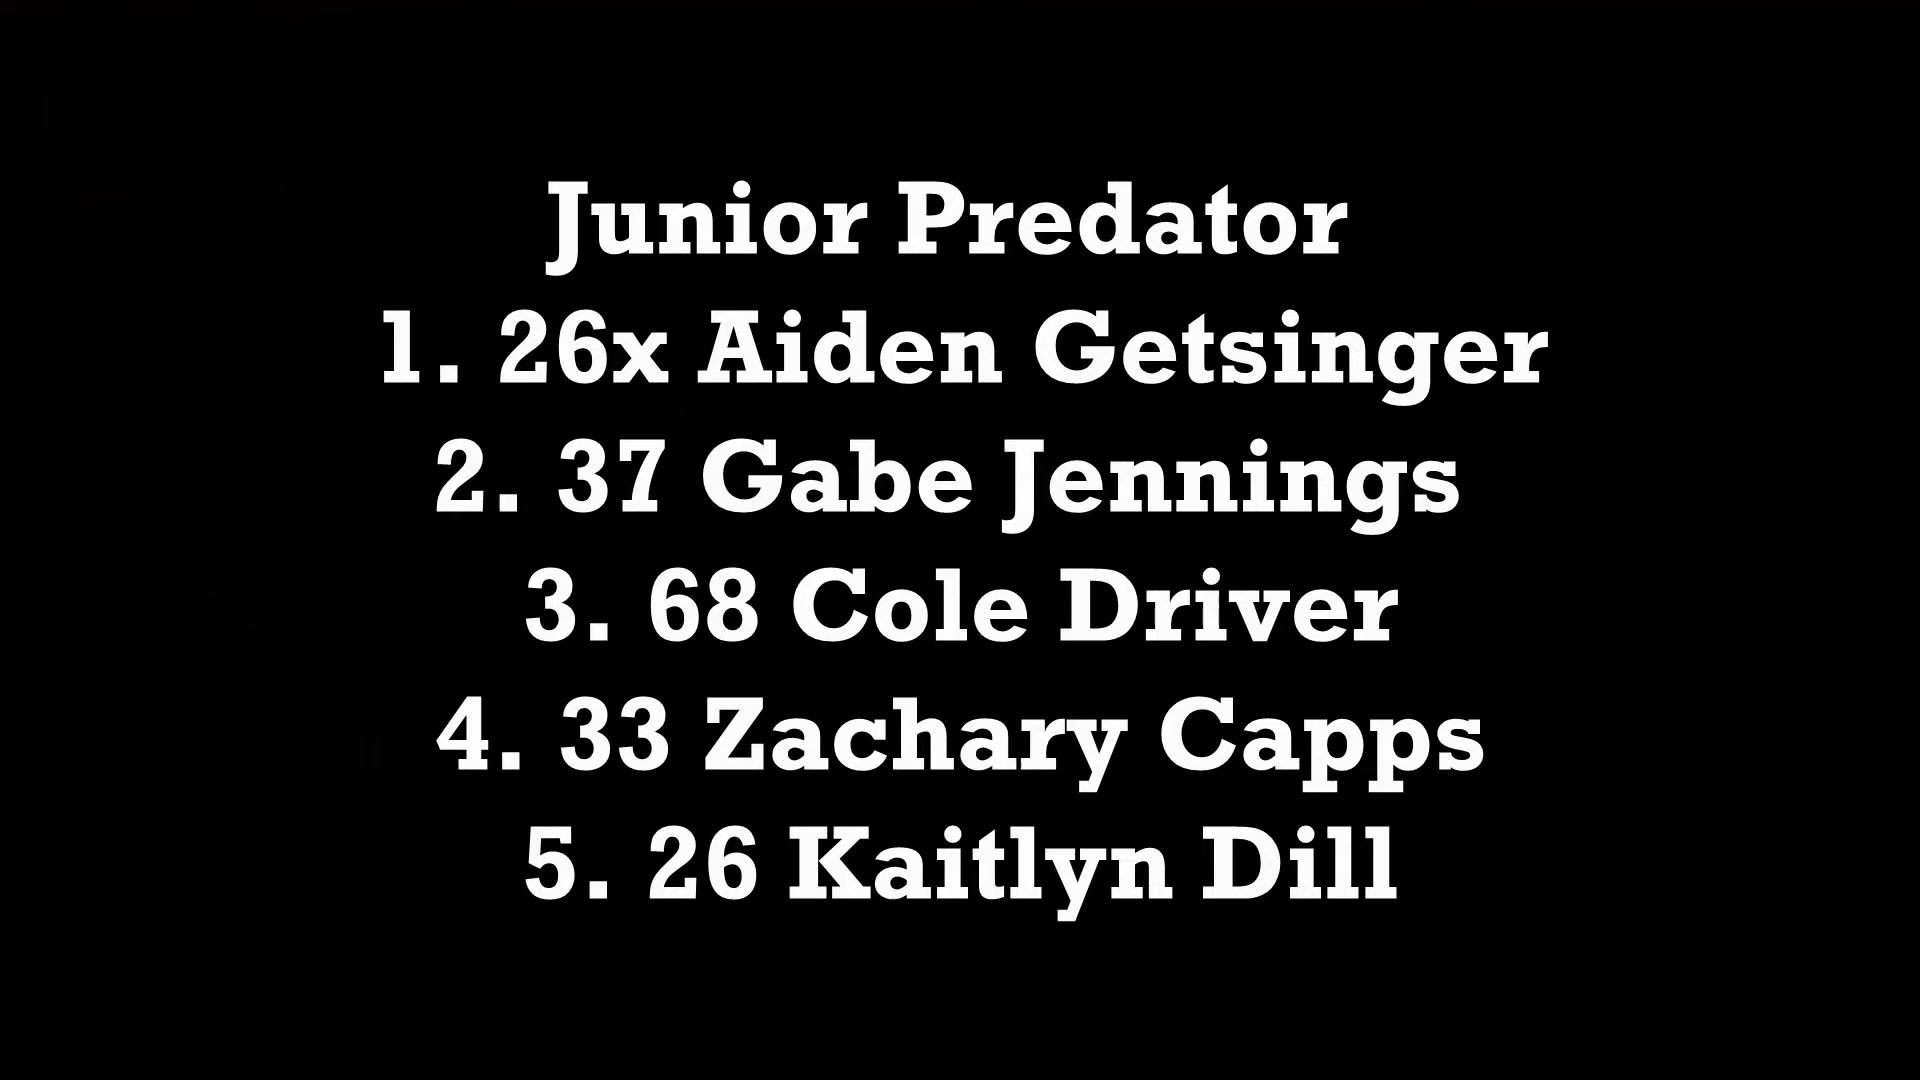 Junior Predator
1. 26x Aiden Getsinger
2. 37 Gabe Jennings
3. 68 Cole Driver
4. 33 Zachary Capps
5. 26 Kaitlyn Dill